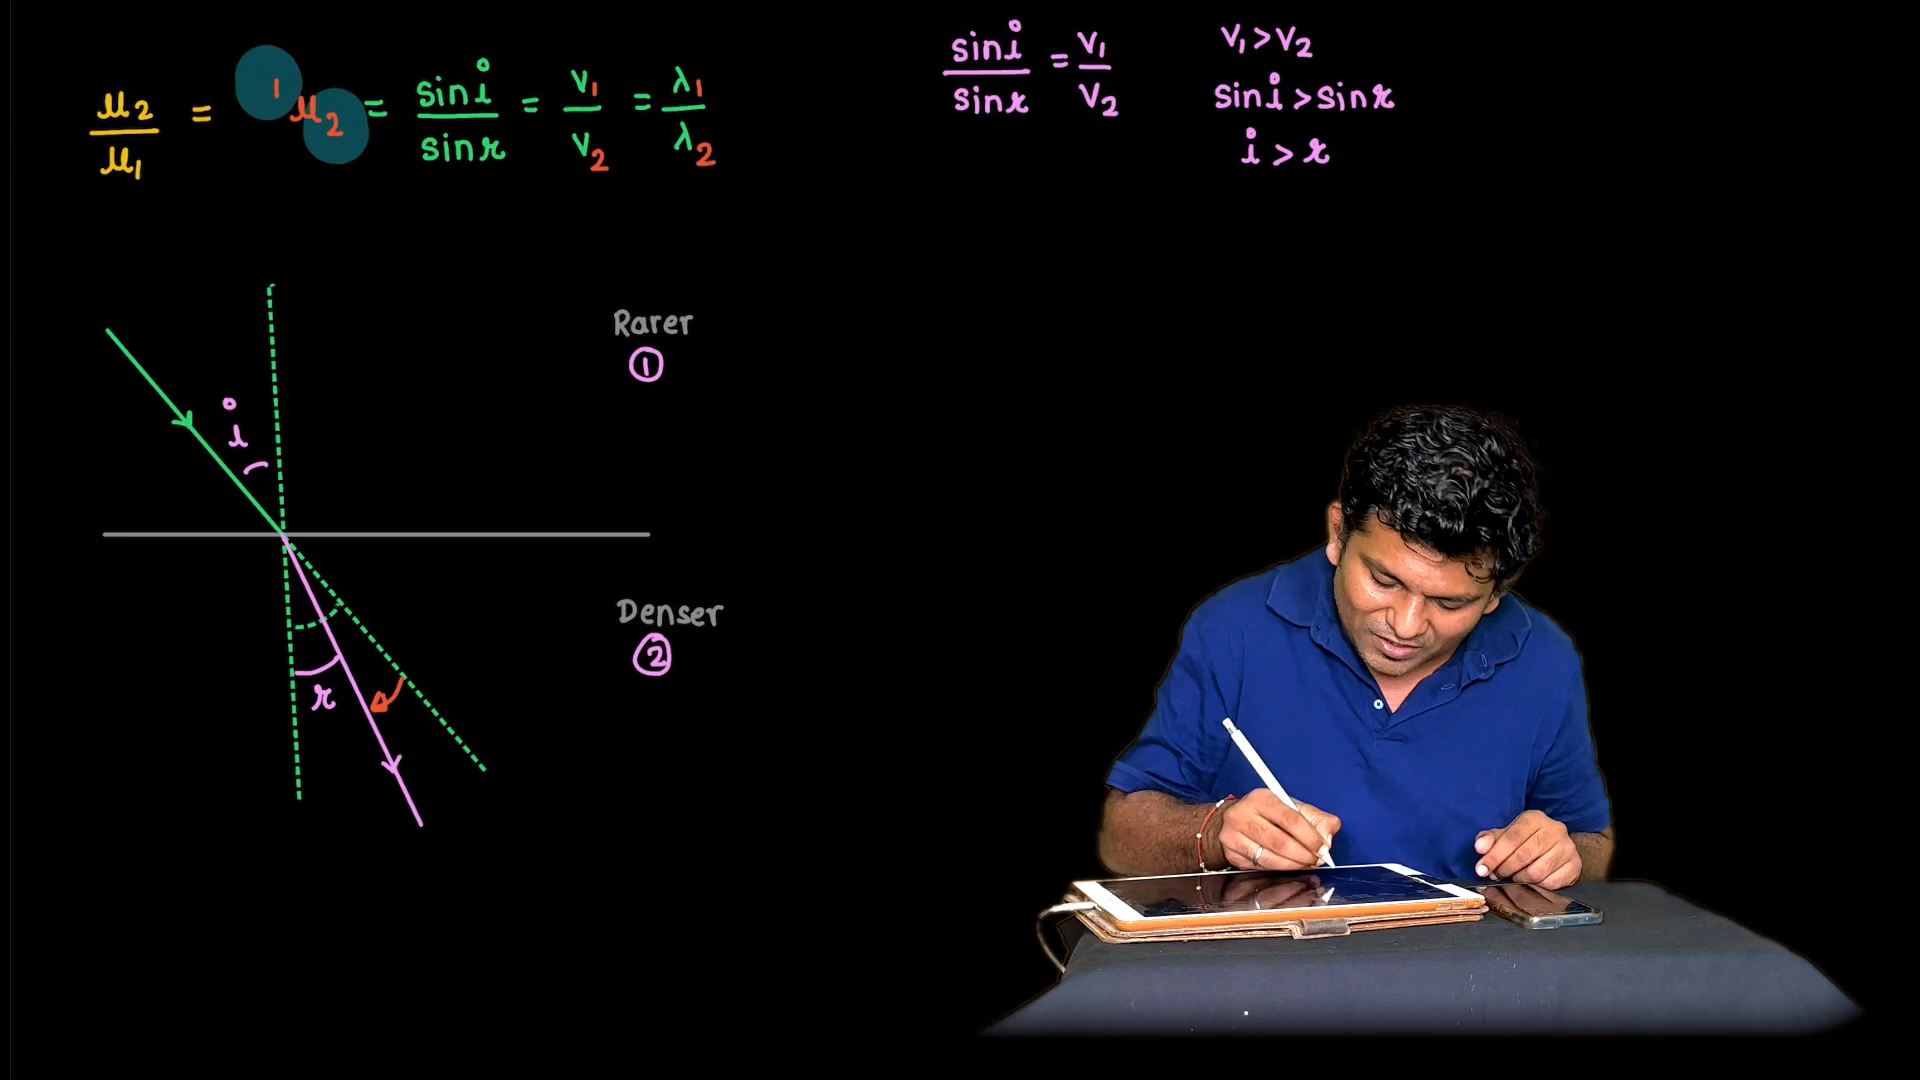 μ2/μ1 = 1μ2 = sin i/sin r = v1/v2 = λ1/λ2
sin i/sin r = v1/v2
v1 > v2
sin i > sin r
i > r
Rarer
①
i
Denser
②
r